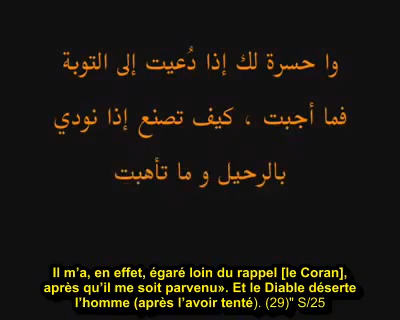 وا حسرة لك إذا دُعيت إلى التوبة
فما أجبت ، كيف تصنع إذا نودي
بالرحيل و ما تأهبت
Il m’a, en effet, égaré loin du rappel [le Coran],
après qu’il me soit parvenu». Et le Diable déserte
l’homme (après l’avoir tenté). (29)" S/25